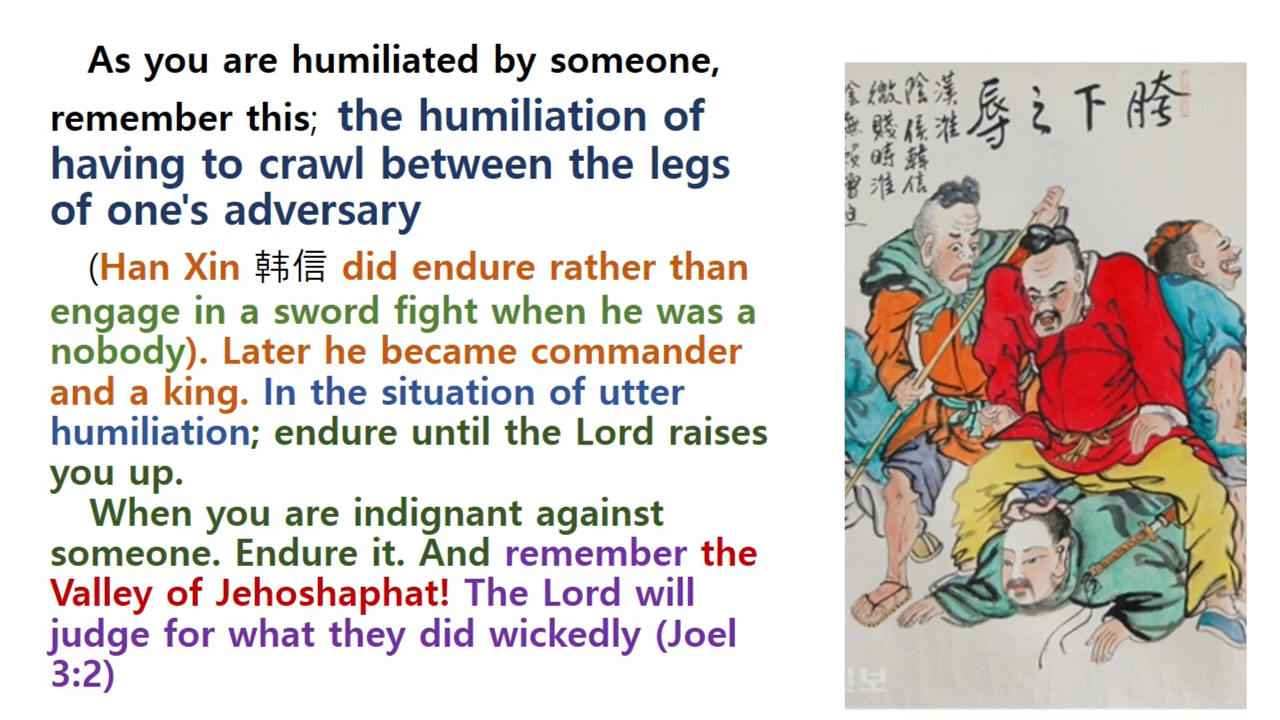 As you are humiliated by someone,
remember this; the humiliation of
having to crawl between the legs
of one's adversary
(Han Xin 韩信 did endure rather than
engage in a sword fight when he was a
nobody). Later he became commander
and a king. In the situation of utter
humiliation; endure until the Lord raises
you up.
When you are indignant against
someone. Endure it. And remember the
Valley of Jehoshaphat! The Lord will
judge for what they did wickedly (Joel
3:2)
胯下之辱
漢淮
陰侯韓信
微賤時淮
陰無
일보